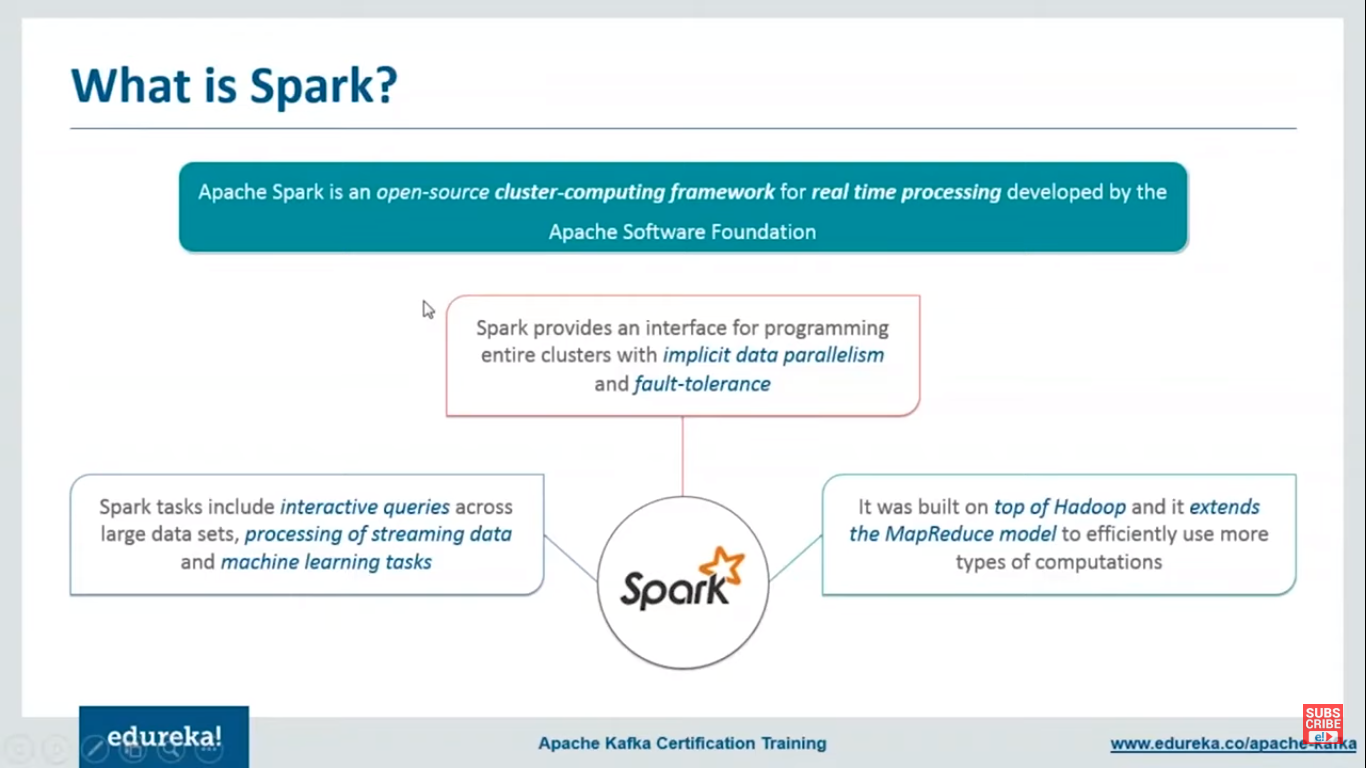 What is Spark?
Apache Spark is an open-source cluster-computing framework for real time processing developed by the
Apache Software Foundation
Spark provides an interface for programming
entire clusters with implicit data parallelism
and fault-tolerance
Spark tasks include interactive queries across
large data sets, processing of streaming data
and machine learning tasks
Spark
It was built on top of Hadoop and it extends
the MapReduce model to efficiently use more
types of computations
edureka!
Apache Kafka Certification Training
www.edureka.co/apache-kafka
SUBS
CRIBE
e!